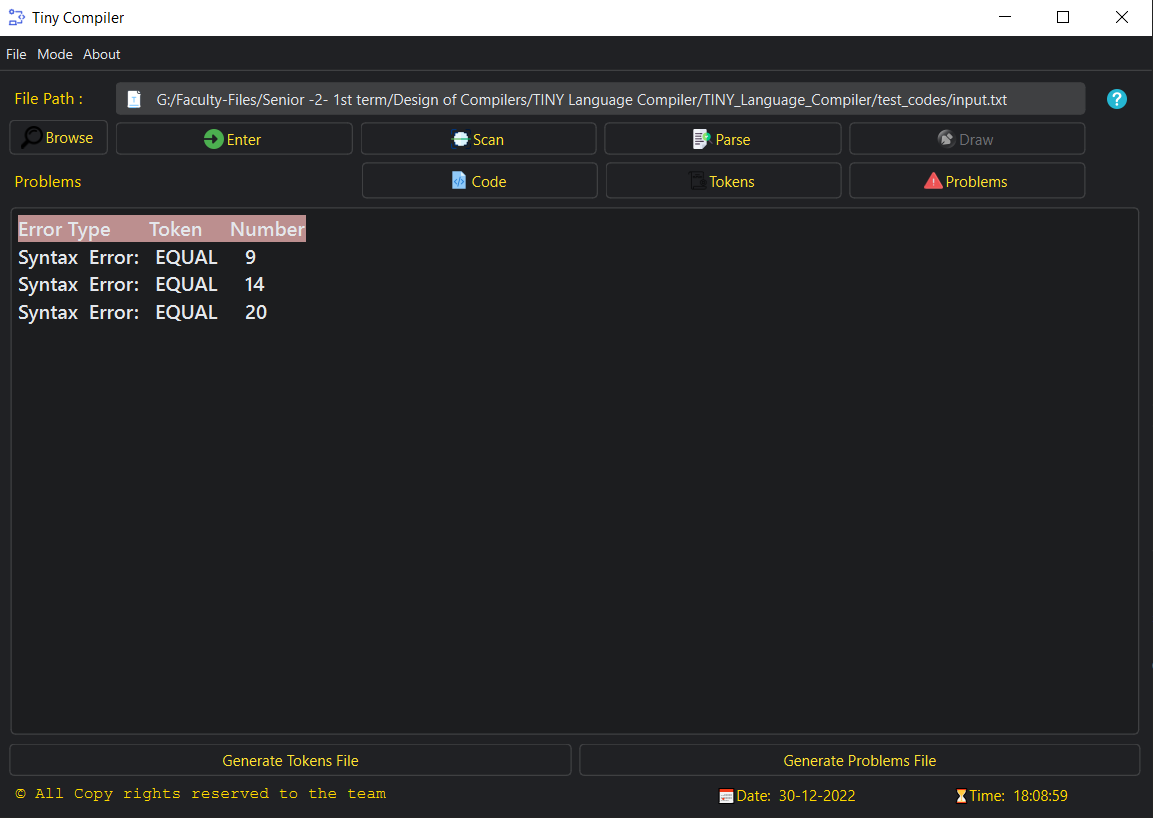 Tiny Compiler
File Mode About
File Path : G:/Faculty-Files/Senior -2- 1st term/Design of Compilers/TINY Language Compiler/TINY_Language_Compiler/test_codes/input.txt ?
Browse Enter Scan Parse Draw
Problems Code Tokens Problems
Error Type Token Number
Syntax Error: EQUAL 9
Syntax Error: EQUAL 14
Syntax Error: EQUAL 20
Generate Tokens File Generate Problems File
© All Copy rights reserved to the team Date: 30-12-2022 Time: 18:08:59